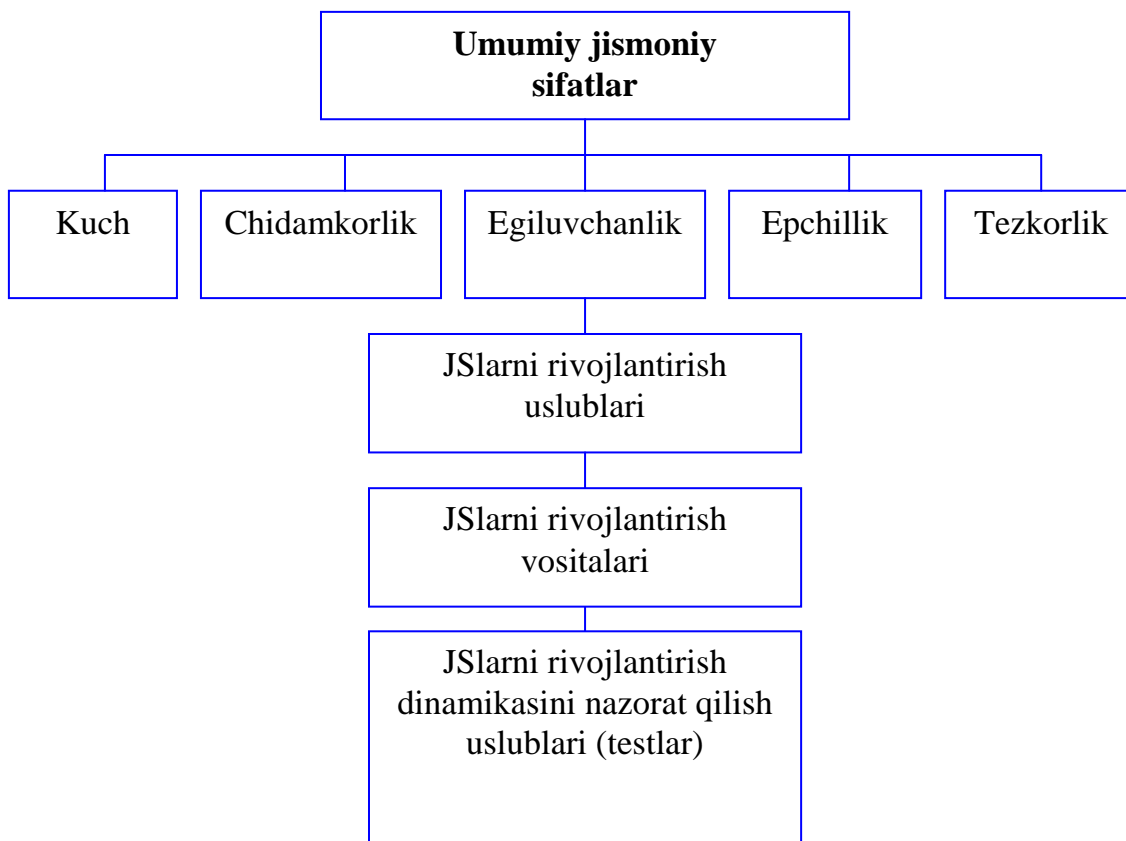 Umumiy jismoniy
sifatlar
Kuch
Chidamkorlik
Egiluvchanlik
Epchillik
Tezkorlik
JSlarni rivojlantirish
uslublari
JSlarni rivojlantirish
vositalari
JSlarni rivojlantirish
dinamikasini nazorat qilish
uslublari (testlar)